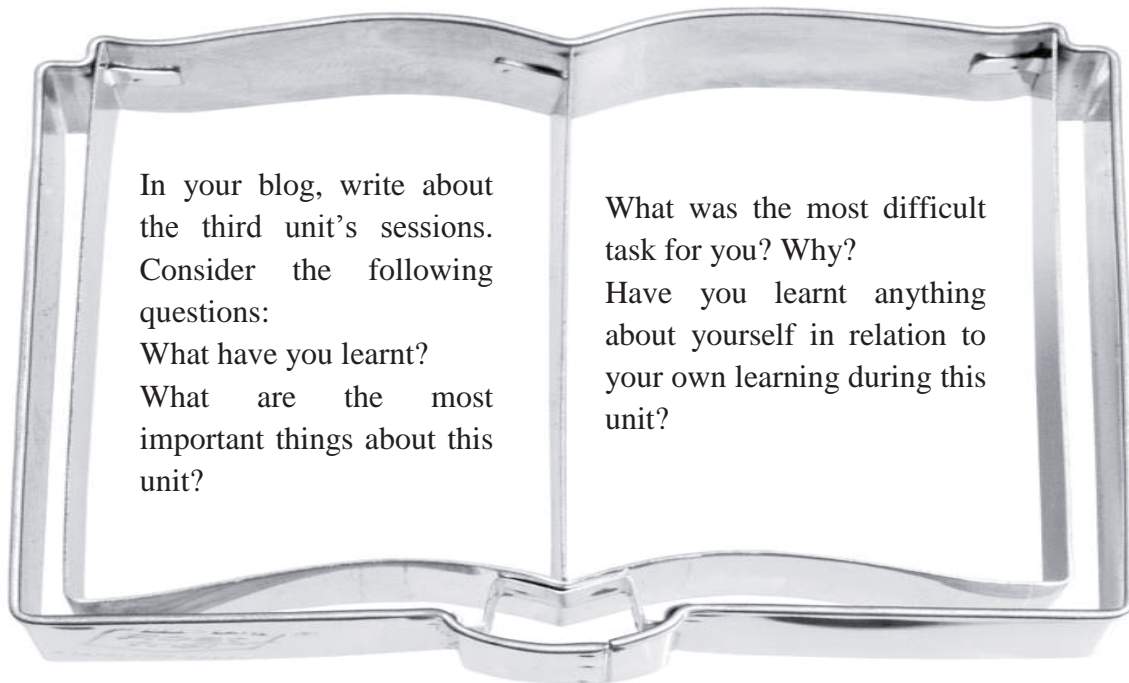 In your blog, write about
the third unit's sessions.
Consider the following
questions:
What have you learnt?
What are the most
important things about this
unit?
What was the most difficult
task for you? Why?
Have you learnt anything
about yourself in relation to
your own learning during this
unit?